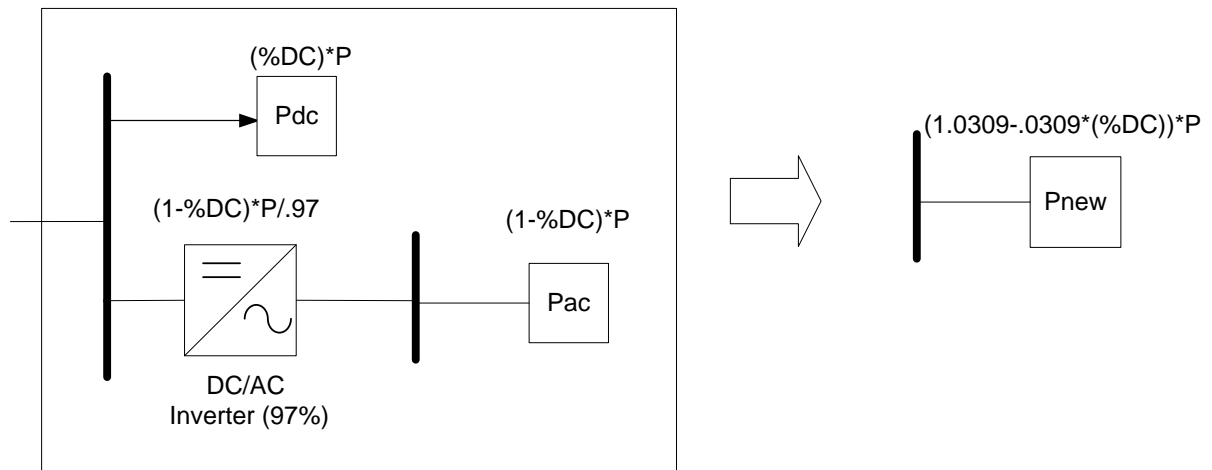 (%DC)*P
Pdc
(1-%DC)*P/.97
(1-%DC)*P
Pac
DC/AC
Inverter (97%)
(1.0309-.0309*(%DC))*P
Pnew